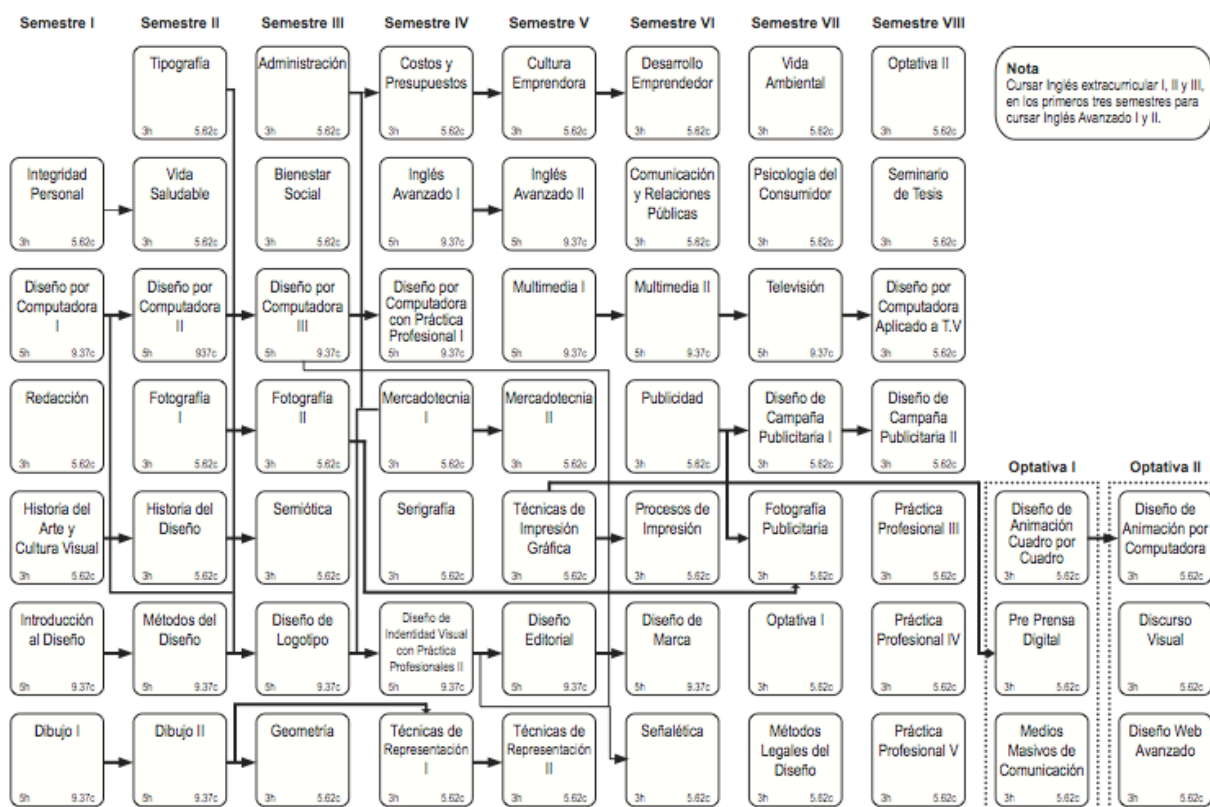 Semestre I
Semestre II
Semestre III
Semestre IV
Semestre V
Semestre VI
Semestre VII
Semestre VIII
Tipografía
3h 5.62c
Administración
3h 5.62c
Costos y
Presupuestos
3h 5.62c
Cultura
Emprendora
3h 5.62c
Desarrollo
Emprendedor
3h 5.62c
Vida
Ambiental
3h 5.62c
Optativa II
3h 5.62c
Nota
Cursar Inglés extracurricular I, II y III,
en los primeros tres semestres para
cursar Inglés Avanzado I y II.
Integridad
Personal
3h 5.62c
Vida
Saludable
3h 5.62c
Bienestar
Social
3h 5.62c
Inglés
Avanzado I
5h 9.37c
Inglés
Avanzado II
5h 9.37c
Comunicación
y Relaciones
Públicas
3h 5.62c
Psicología del
Consumidor
3h 5.62c
Seminario
de Tesis
3h 5.62c
Diseño por
Computadora
I
5h 9.37c
Diseño por
Computadora
II
5h 937c
Diseño por
Computadora
III
5h 9.37c
Diseño por
Computadora
con Práctica
Profesional I
5h 9.37c
Multimedia I
5h 9.37c
Multimedia II
5h 9.37c
Televisión
5h 9.37c
Diseño por
Computadora
Aplicado a T.V
3h 5.62c
Redacción
3h 5.62c
Fotografía
I
3h 5.62c
Fotografía
II
3h 5.62c
Mercadotecnia
I
3h 5.62c
Mercadotecnia
II
3h 5.62c
Publicidad
3h 5.62c
Diseño de
Campaña
Publicitaria I
3h 5.62c
Diseño de
Campaña
Publicitaria II
3h 5.62c
Optativa I
Optativa II
Historia del
Arte y
Cultura Visual
3h 5.62c
Historia del
Diseño
3h 5.62c
Semiótica
3h 5.62c
Serigrafía
3h 5.62c
Técnicas de
Impresión
Gráfica
3h 5.62c
Procesos de
Impresión
3h 5.62c
Fotografía
Publicitaria
3h 5.62c
Práctica
Profesional III
3h 5.62c
Diseño de
Animación
Cuadro por
Cuadro
3h 5.62c
Diseño de
Animación por
Computadora
3h 5.62c
Introducción
al Diseño
5h 9.37c
Métodos del
Diseño
5h 9.37c
Diseño de
Logotipo
5h 9.37c
Diseño
de Indentidad Visual
con Práctica
Profesionales II
5h 9.37c
Diseño
Editorial
5h 9.37c
Diseño
de Marca
5h 9.37c
Optativa I
3h 5.62c
Práctica
Profesional IV
3h 5.62c
Pre Prensa
Digital
3h 5.62c
Discurso
Visual
3h 5.62c
Dibujo I
5h 9.37c
Dibujo II
5h 9.37c
Geometría
3h 5.62c
Técnicas de
Representación
I
3h 5.62c
Técnicas de
Representación
II
3h 5.62c
Señalética
3h 5.62c
Métodos
Legales del
Diseño
3h 5.62c
Práctica
Profesional V
3h 5.62c
Medios
Masivos de
Comunicación
3h 5.62c
Diseño Web
Avanzado
3h 5.62c